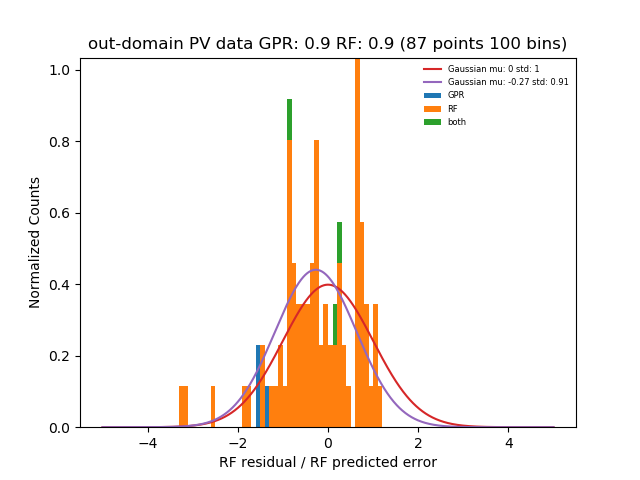 out-domain PV data GPR: 0.9 RF: 0.9 (87 points 100 bins)
Gaussian mu: 0 std: 1
Gaussian mu: -0.27 std: 0.91
GPR
RF
both
Normalized Counts
1.0
0.8
0.6
0.4
0.2
0.0
−4 −2 0 2 4
RF residual / RF predicted error